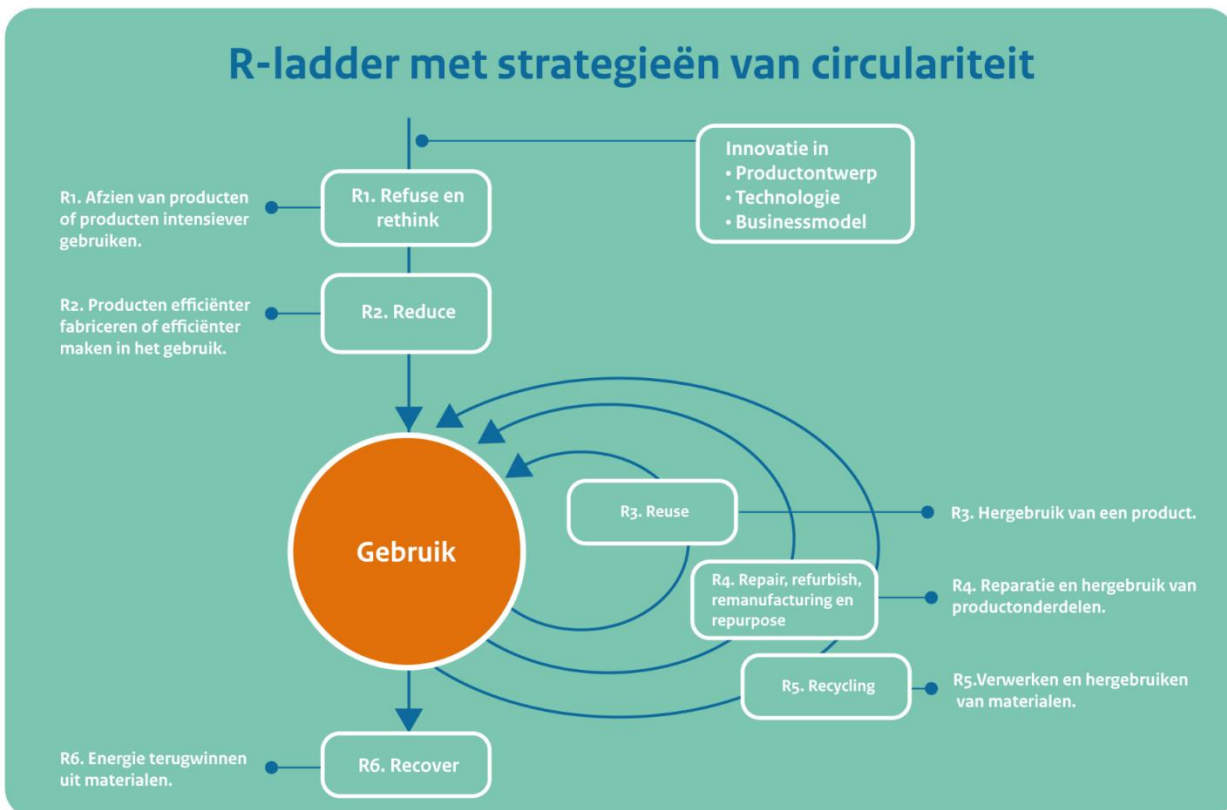 R-ladder met strategieën van circulariteit
Innovatie in
• Productontwerp
• Technologie
• Businessmodel
R1. Afzien van producten
of producten intensiever
gebruiken.
R1. Refuse en
rethink
R2. Producten efficiënter
fabriceren of efficiënter
maken in het gebruik.
R2. Reduce
Gebruik
R3. Reuse
R3. Hergebruik van een product.
R4. Repair, refurbish,
remanufacturing en
repurpose
R4. Reparatie en hergebruik van
productonderdelen.
R5. Recycling
R5.Verwerken en hergebruiken
van materialen.
R6. Energie terugwinnen
uit materialen.
R6. Recover